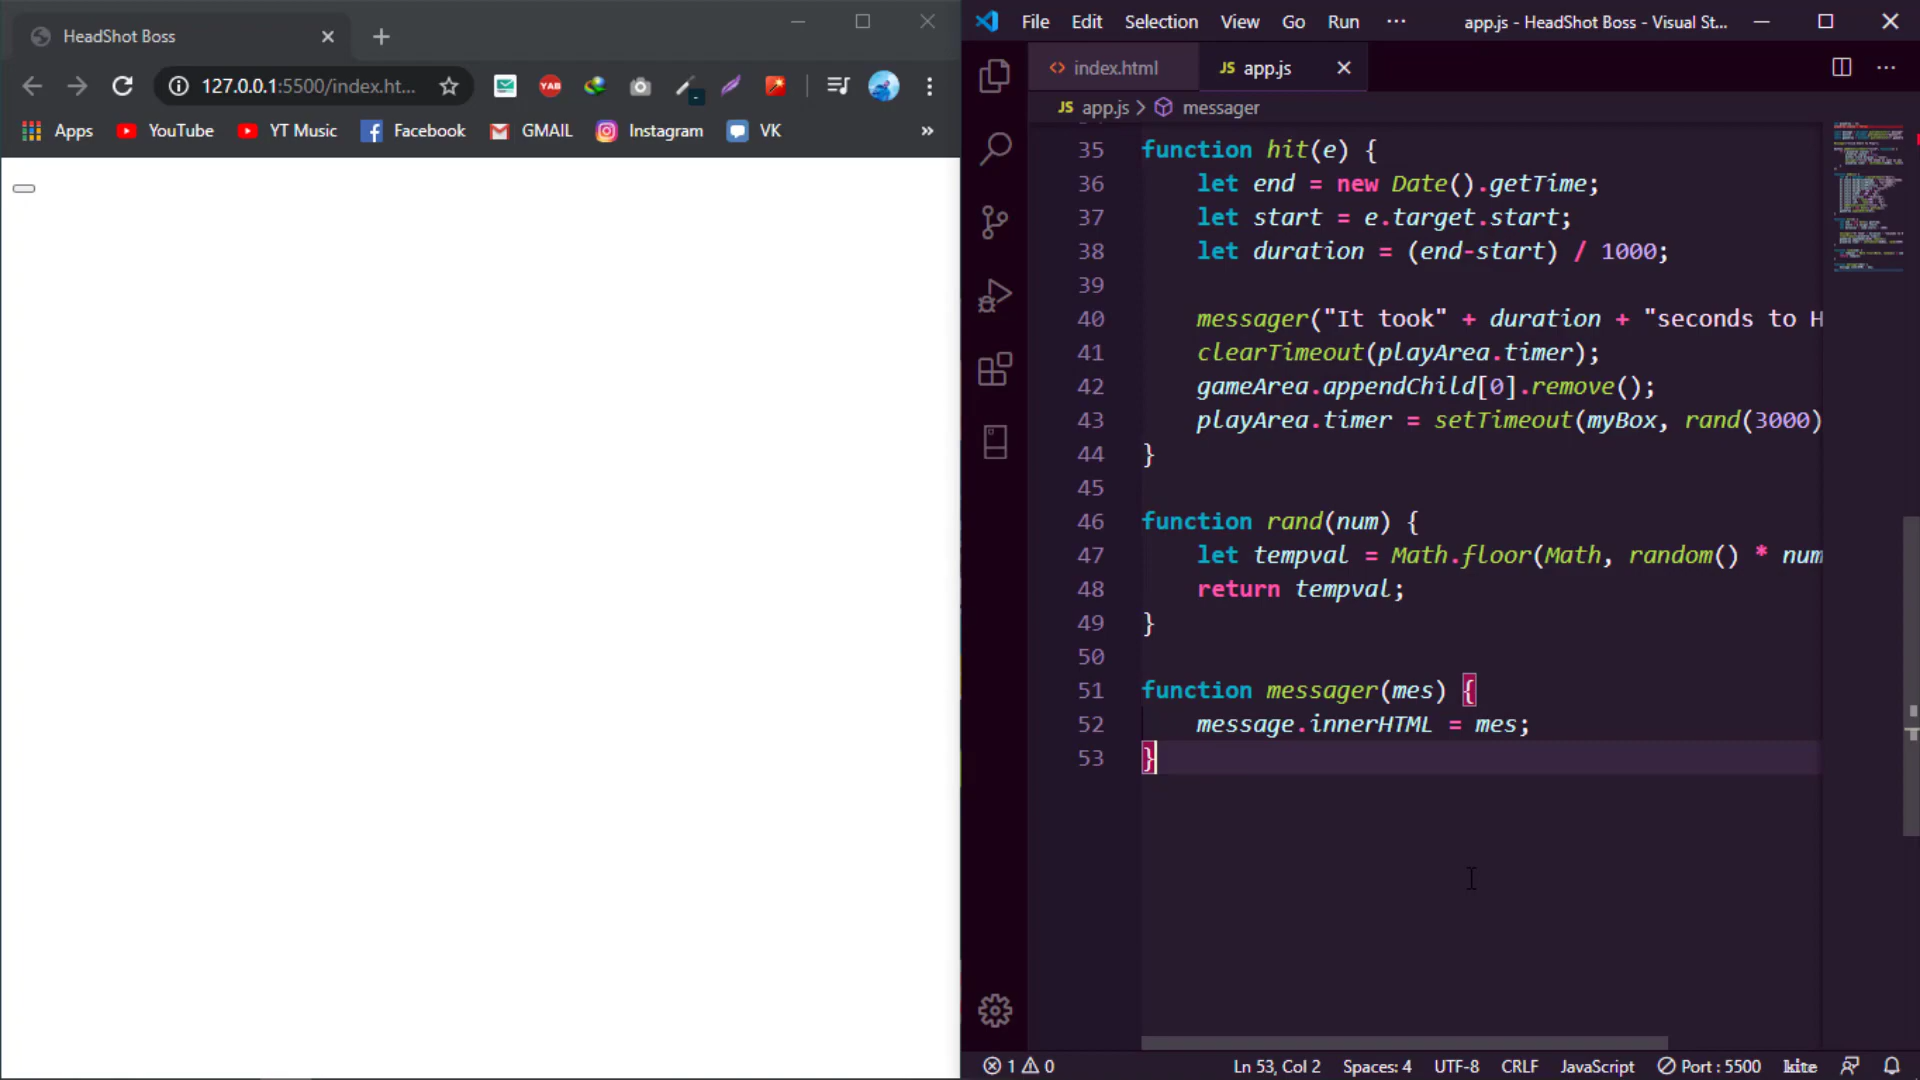 HeadShot Boss
127.0.0.1:5500/index.ht...
YAB
Apps YouTube YT Music Facebook GMAIL Instagram VK »
File Edit Selection View Go Run ··· app.js - HeadShot Boss - Visual St...
index.html JS app.js
JS app.js > messager
35 function hit(e) {
36 let end = new Date().getTime;
37 let start = e.target.start;
38 let duration = (end-start) / 1000;
39
40 messager("It took" + duration + "seconds to H
41 clearTimeout(playArea.timer);
42 gameArea.appendChild[0].remove();
43 playArea.timer = setTimeout(myBox, rand(3000)
44 }
45
46 function rand(num) {
47 let tempval = Math.floor(Math, random() * num
48 return tempval;
49 }
50
51 function messager(mes) {
52 message.innerHTML = mes;
53 }
1 0 Ln 53, Col 2 Spaces: 4 UTF-8 CRLF JavaScript Port : 5500 kite